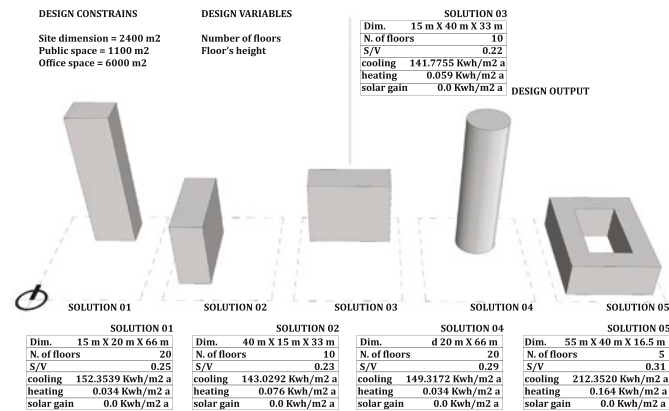 DESIGN CONSTRAINS
Site dimension = 2400 m2
Public space = 1100 m2
Office space = 6000 m2
DESIGN VARIABLES
Number of floors
Floor's height
SOLUTION 03
Dim. 15 m X 40 m X 33 m
N. of floors 10
S/V 0.22
cooling 141.7755 Kwh/m2 a
heating 0.059 Kwh/m2 a
solar gain 0.0 Kwh/m2 a
DESIGN OUTPUT
SOLUTION 01
SOLUTION 02
SOLUTION 03
SOLUTION 04
SOLUTION 05
SOLUTION 01
Dim. 15 m X 20 m X 66 m
N. of floors 20
S/V 0.25
cooling 152.3539 Kwh/m2 a
heating 0.034 Kwh/m2 a
solar gain 0.0 Kwh/m2 a
SOLUTION 02
Dim. 40 m X 15 m X 33 m
N. of floors 10
S/V 0.23
cooling 143.0292 Kwh/m2 a
heating 0.076 Kwh/m2 a
solar gain 0.0 Kwh/m2 a
SOLUTION 04
Dim. d 20 m X 66 m
N. of floors 20
S/V 0.29
cooling 149.3172 Kwh/m2 a
heating 0.034 Kwh/m2 a
solar gain 0.0 Kwh/m2 a
SOLUTION 05
Dim. 55 m X 40 m X 16.5 m
N. of floors 5
S/V 0.31
cooling 212.3520 Kwh/m2 a
heating 0.164 Kwh/m2 a
solar gain 0.0 Kwh/m2 a